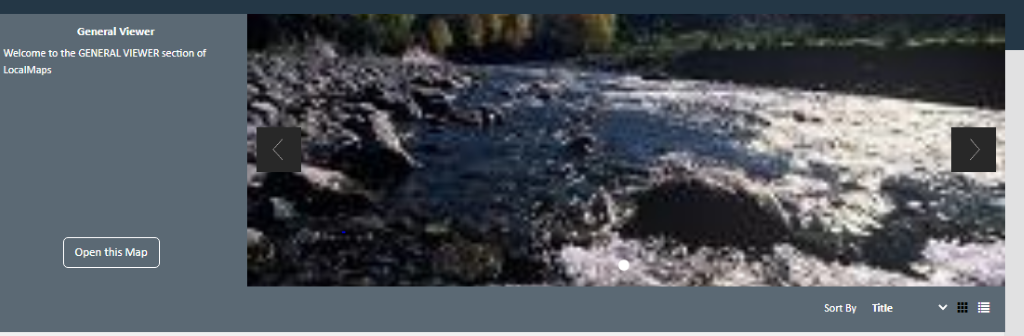 General Viewer
Welcome to the GENERAL VIEWER section of
LocalMaps
Open this Map
Sort By Title